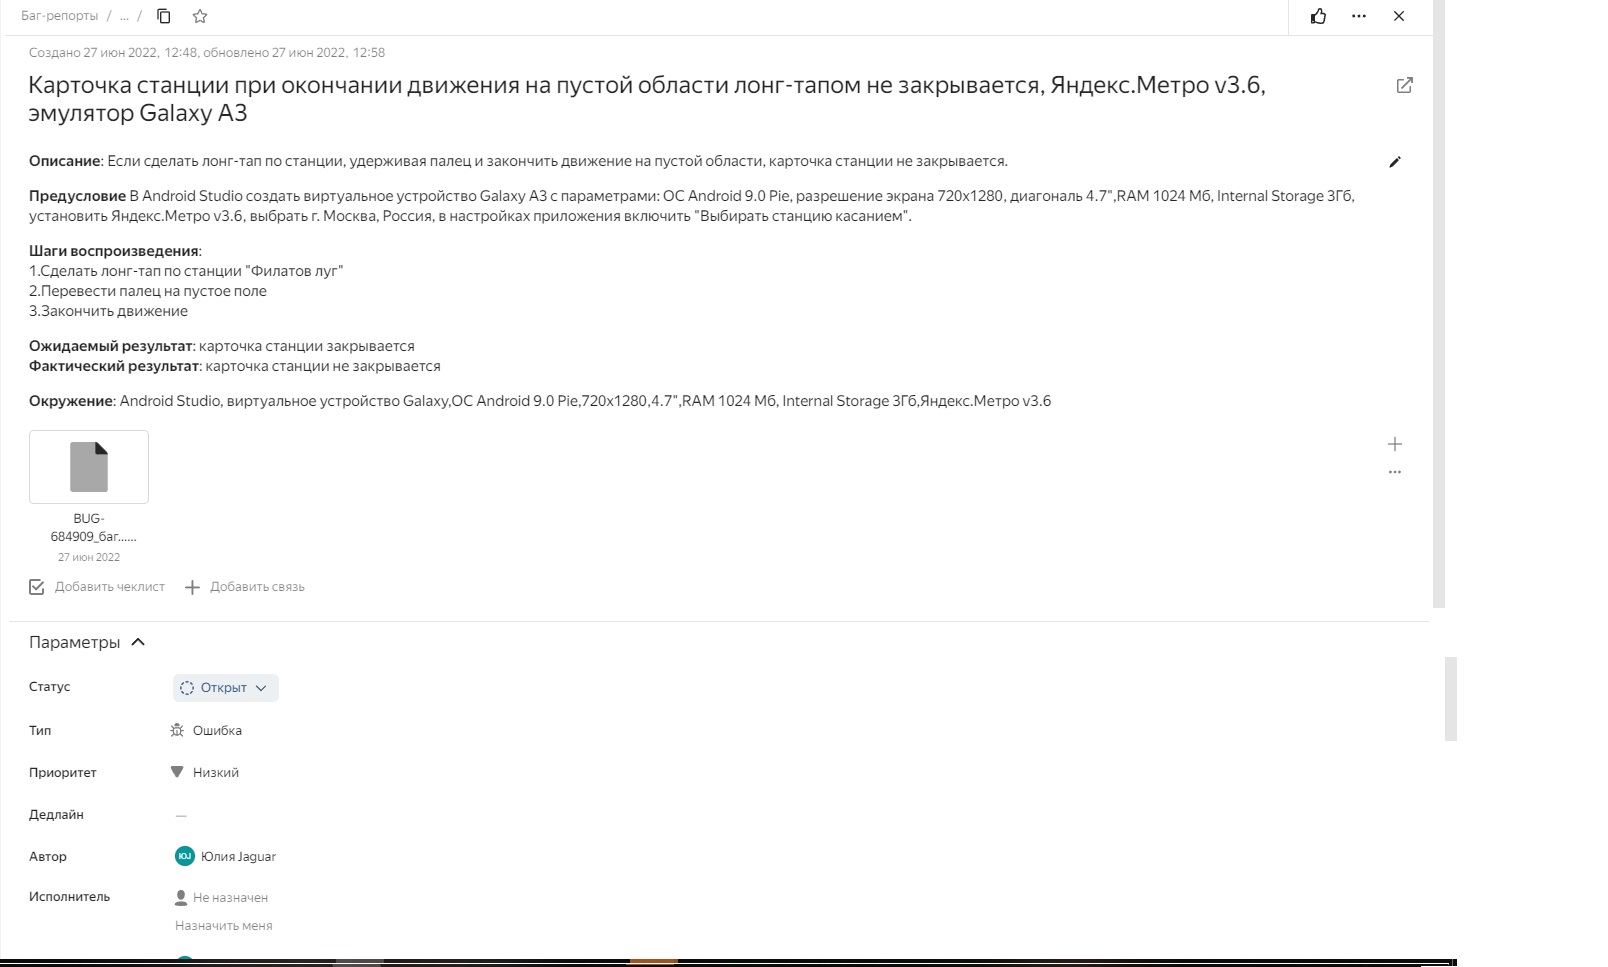 Баг-репорты / ... /
Создано 27 июн 2022, 12:48, обновлено 27 июн 2022, 12:58
Карточка станции при окончании движения на пустой области лонг-тапом не закрывается, Яндекс.Метро v3.6,
эмулятор Galaxy A3
Описание: Если сделать лонг-тап по станции, удерживая палец и закончить движение на пустой области, карточка станции не закрывается.
Предусловие В Android Studio создать виртуальное устройство Galaxy A3 с параметрами: ОС Android 9.0 Pie, разрешение экрана 720x1280, диагональ 4.7",RAM 1024 Мб, Internal Storage 3Гб,
установить Яндекс.Метро v3.6, выбрать г. Москва, Россия, в настройках приложения включить "Выбирать станцию касанием".
Шаги воспроизведения:
1.Сделать лонг-тап по станции "Филатов луг"
2.Перевести палец на пустое поле
3.Закончить движение
Ожидаемый результат: карточка станции закрывается
Фактический результат: карточка станции не закрывается
Окружение: Android Studio, виртуальное устройство Galaxy,ОС Android 9.0 Pie,720x1280,4.7",RAM 1024 Мб, Internal Storage 3Гб,Яндекс.Метро v3.6
BUG-
684909_баг......
27 июн 2022
Добавить чеклист Добавить связь
Параметры
Статус Открыт
Тип Ошибка
Приоритет Низкий
Дедлайн —
Автор ЮJ Юлия Jaguar
Исполнитель Не назначен
Назначить меня